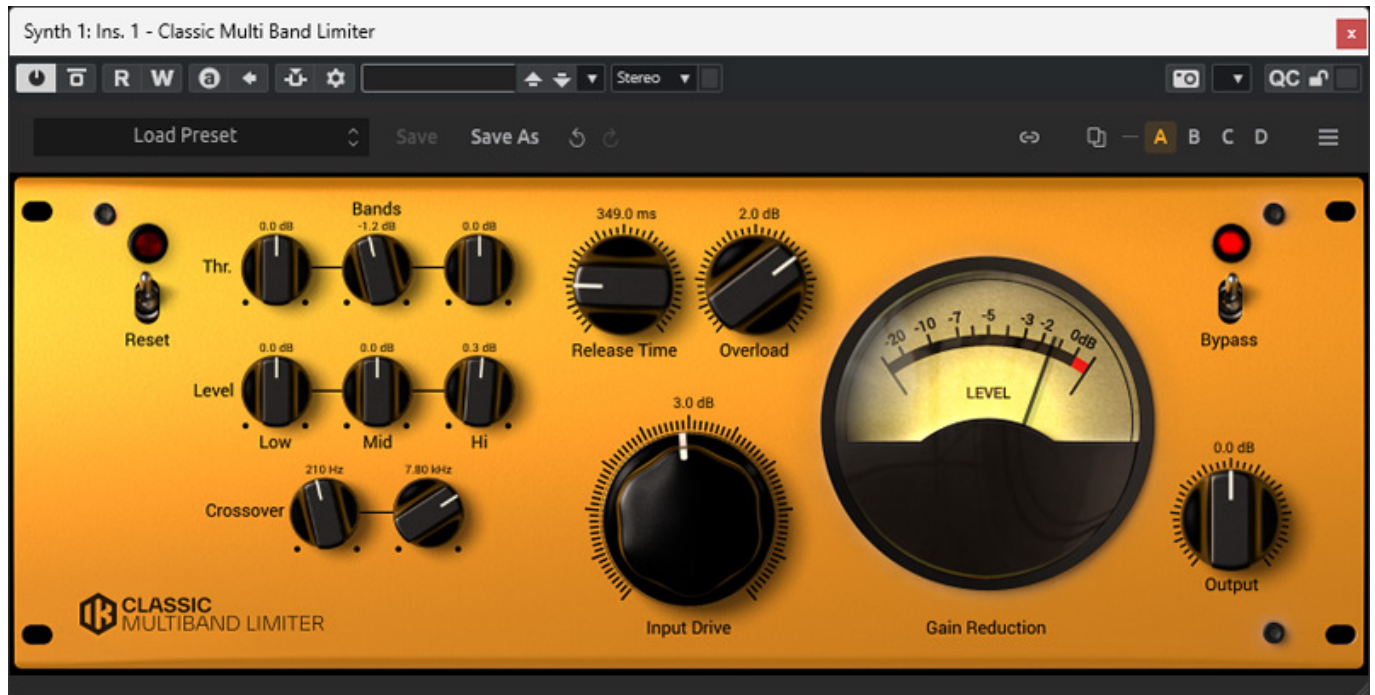 Synth 1: Ins. 1 - Classic Multi Band Limiter
x
R W a Stereo QC
Load Preset Save Save As A B C D
Bands
0.0 dB -1.2 dB 0.0 dB
Thr.
Reset
0.0 dB 0.0 dB 0.3 dB
Level
Low Mid Hi
210 Hz 7.80 kHz
Crossover
349.0 ms 2.0 dB
Release Time Overload
3.0 dB
Input Drive
-20 -10 -7 -5 -3 -2 0dB
LEVEL
Gain Reduction
Bypass
0.0 dB
Output
IK CLASSIC
MULTIBAND LIMITER